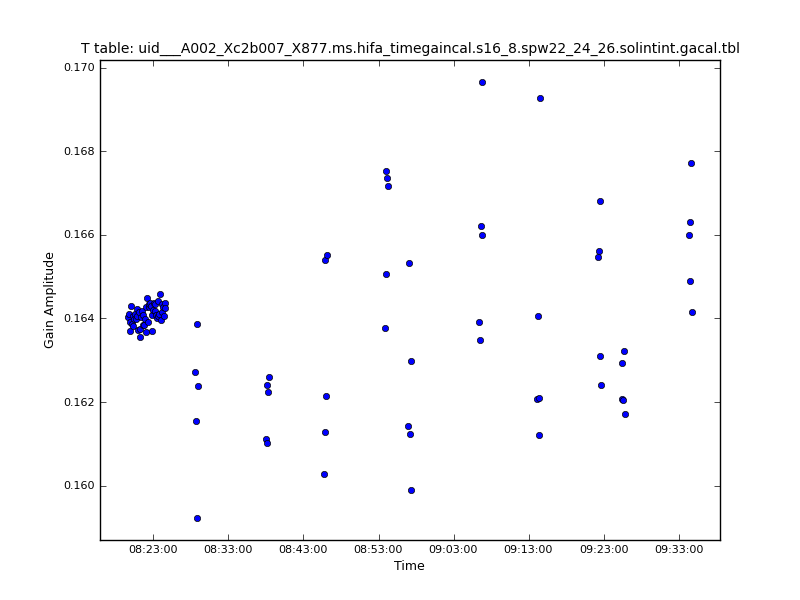 T table: uid___A002_Xc2b007_X877.ms.hifa_timegaincal.s16_8.spw22_24_26.solintint.gacal.tbl
0.170
0.168
0.166
0.164
0.162
0.160
Gain Amplitude
08:23:00 08:33:00 08:43:00 08:53:00 09:03:00 09:13:00 09:23:00 09:33:00
Time